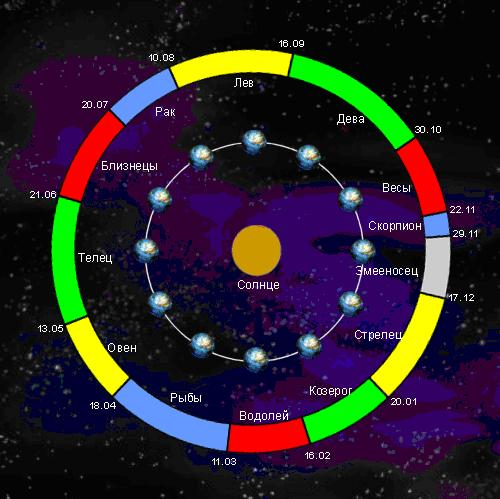 16.09
10.08
Лев
20.07
Рак
Дева
30.10
Близнецы
Весы
21.06
22.11
Скорпион
29.11
Телец
Змееносец
Солнце
17.12
13.05
Стрелец
Овен
Козерог
Рыбы
20.01
18.04
Водолей
16.02
11.03